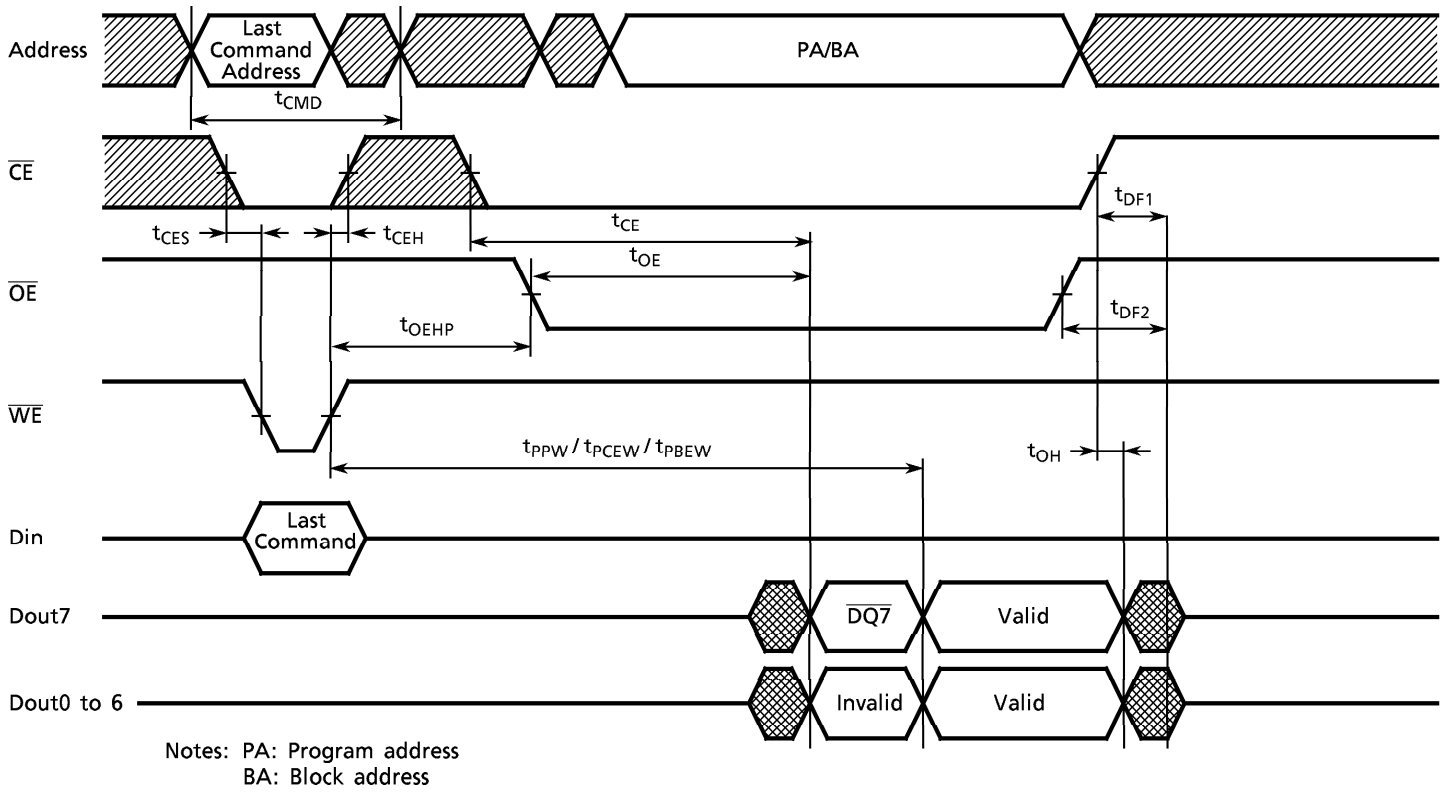 Address
Last
Command
Address
PA/BA
tCMD
CE
tDF1
tCES
tCEH
tCE
tOE
OE
tDF2
tOEHP
WE
tPPW / tPCEW / tPBEW
tOH
Din
Last
Command
Dout7
DQ7
Valid
Dout0 to 6
Invalid
Valid
Notes: PA: Program address
BA: Block address